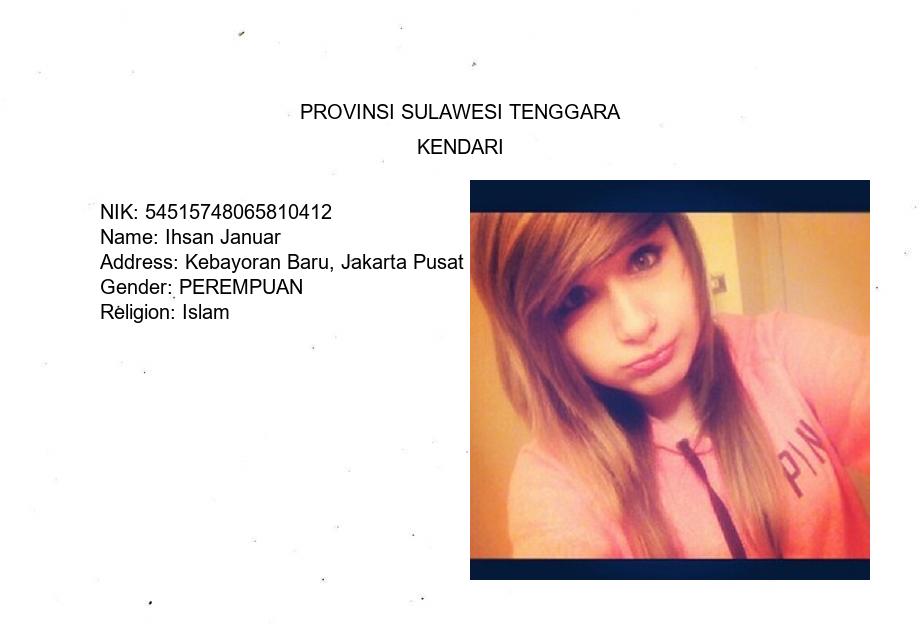 PROVINSI SULAWESI TENGGARA
KENDARI
NIK: 54515748065810412
Name: Ihsan Januar
Address: Kebayoran Baru, Jakarta Pusat
Gender: PEREMPUAN
Religion: Islam
PIN